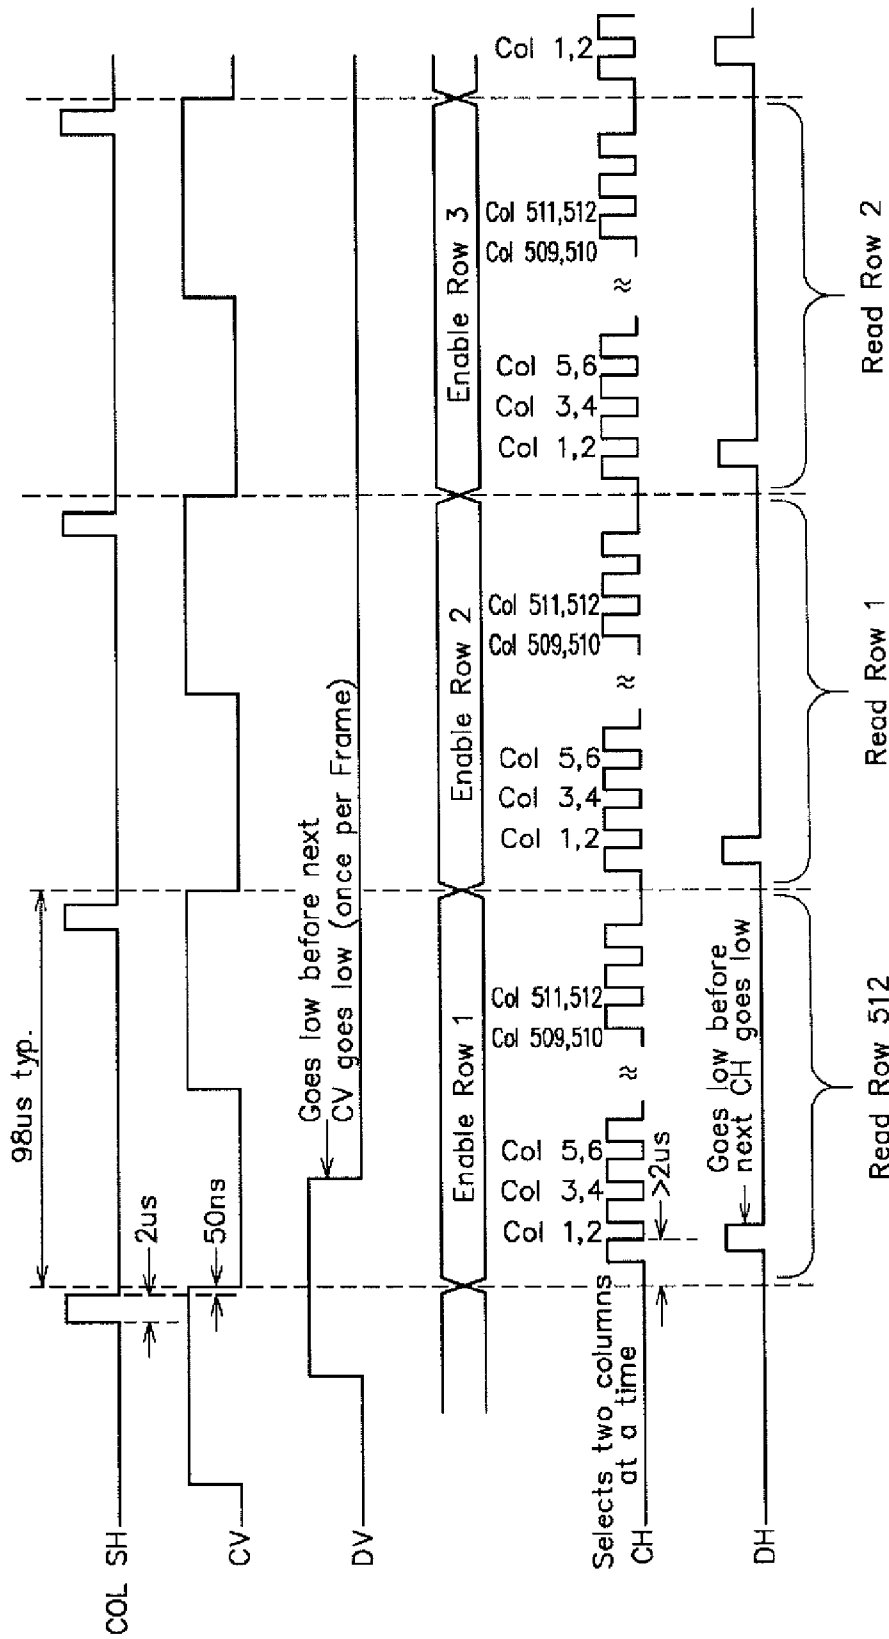 98us typ.
2us
50ns
COL SH
CV
Goes low before next
CV goes low (once per Frame)
DV
Enable Row 1
Enable Row 2
Enable Row 3
Selects two columns
at a time
CH
Col 1,2
Col 3,4
Col 5,6
Col 509,510
Col 511,512
Col 1,2
Col 3,4
Col 5,6
Col 509,510
Col 511,512
Col 1,2
Col 3,4
Col 5,6
Col 509,510
Col 511,512
Col 1,2
>2us
≈
≈
≈
Goes low before
next CH goes low
DH
Read Row 512
Read Row 1
Read Row 2